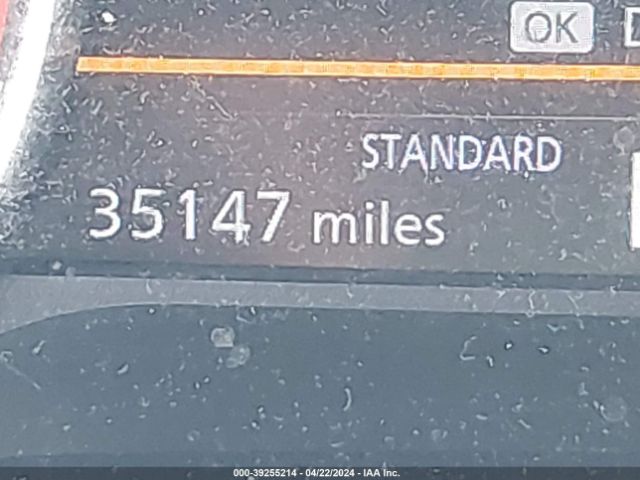 OK
STANDARD
35147 miles
000-39255214 - 04/22/2024 - IAA Inc.